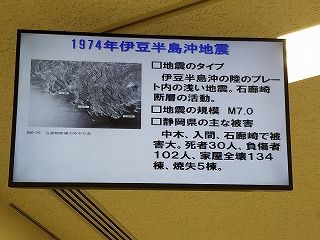 1974年伊豆半島沖地震
□地震のタイプ
伊豆半島沖の陸のプレー
ト内の浅い地震。石廊崎
断層の活動。
□地震の規模 M7.0
□静岡県の主な被害
中木、入間、石廊崎で被
害大。死者30人、負傷者
102人、家屋全壊134
棟、焼失5棟。